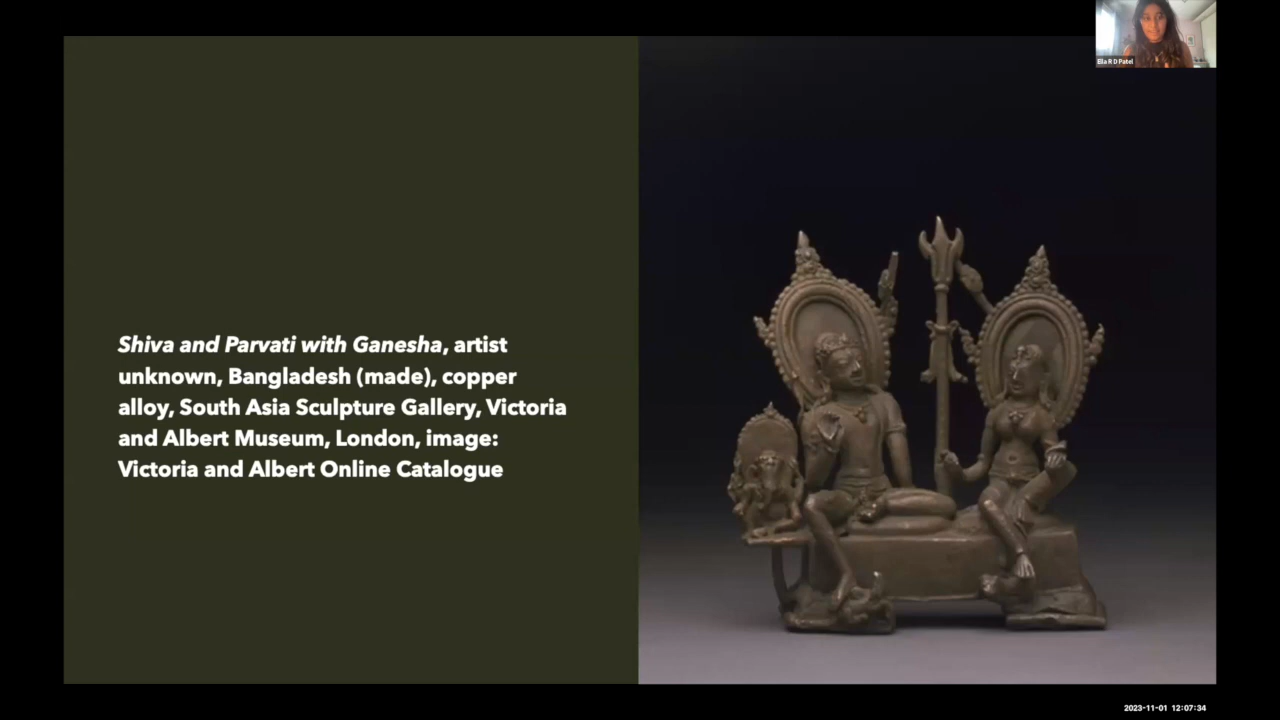 Ella R D Patel
Shiva and Parvati with Ganesha, artist
unknown, Bangladesh (made), copper
alloy, South Asia Sculpture Gallery, Victoria
and Albert Museum, London, image:
Victoria and Albert Online Catalogue
2023-11-01 12:07:34